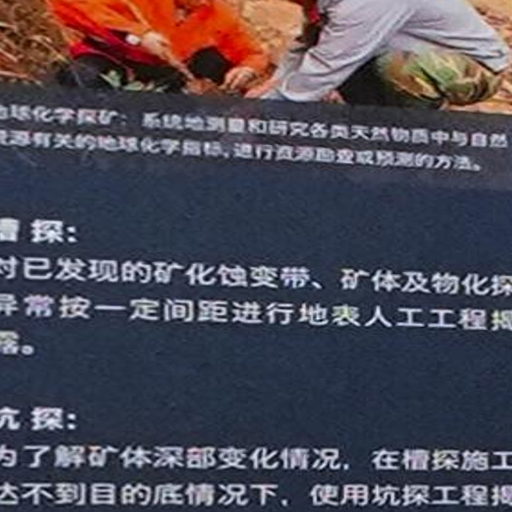 地球化学探矿：系统地测量和研究各类天然物质中与自然
资源有关的地球化学指标，进行资源勘查或预测的方法。
槽 探：
对已发现的矿化蚀变带、矿体及物化探
异常按一定间距进行地表人工工程揭
露。
坑 探：
为了解矿体深部变化情况，在槽探施工
达不到目的底情况下，使用坑探工程揭